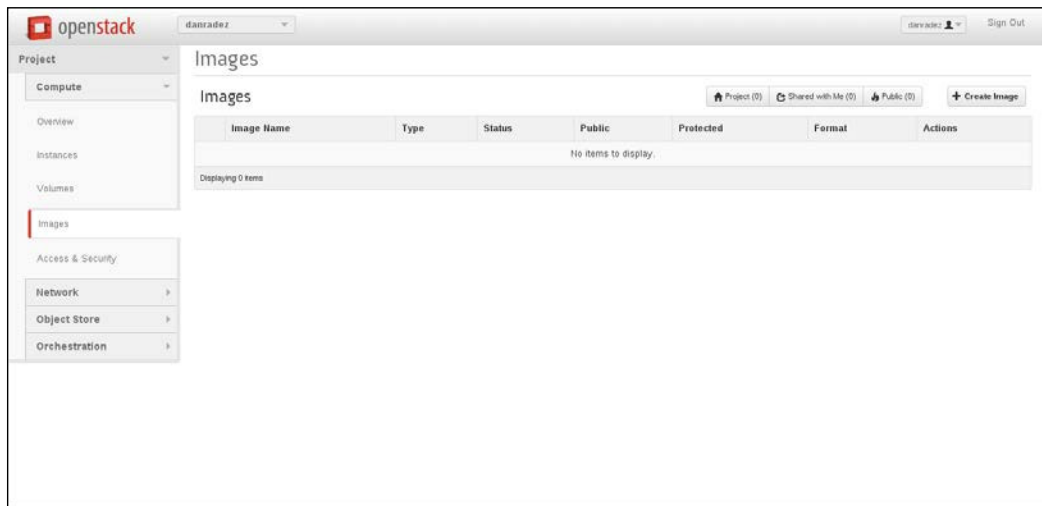 openstack
danradez
danradez
Sign Out
Project
Compute
Overview
Instances
Volumes
Images
Access & Security
Network
Object Store
Orchestration
Images
Images
Project (0)
Shared with Me (0)
Public (0)
+ Create Image
Image Name Type Status Public Protected Format Actions
No items to display.
Displaying 0 items